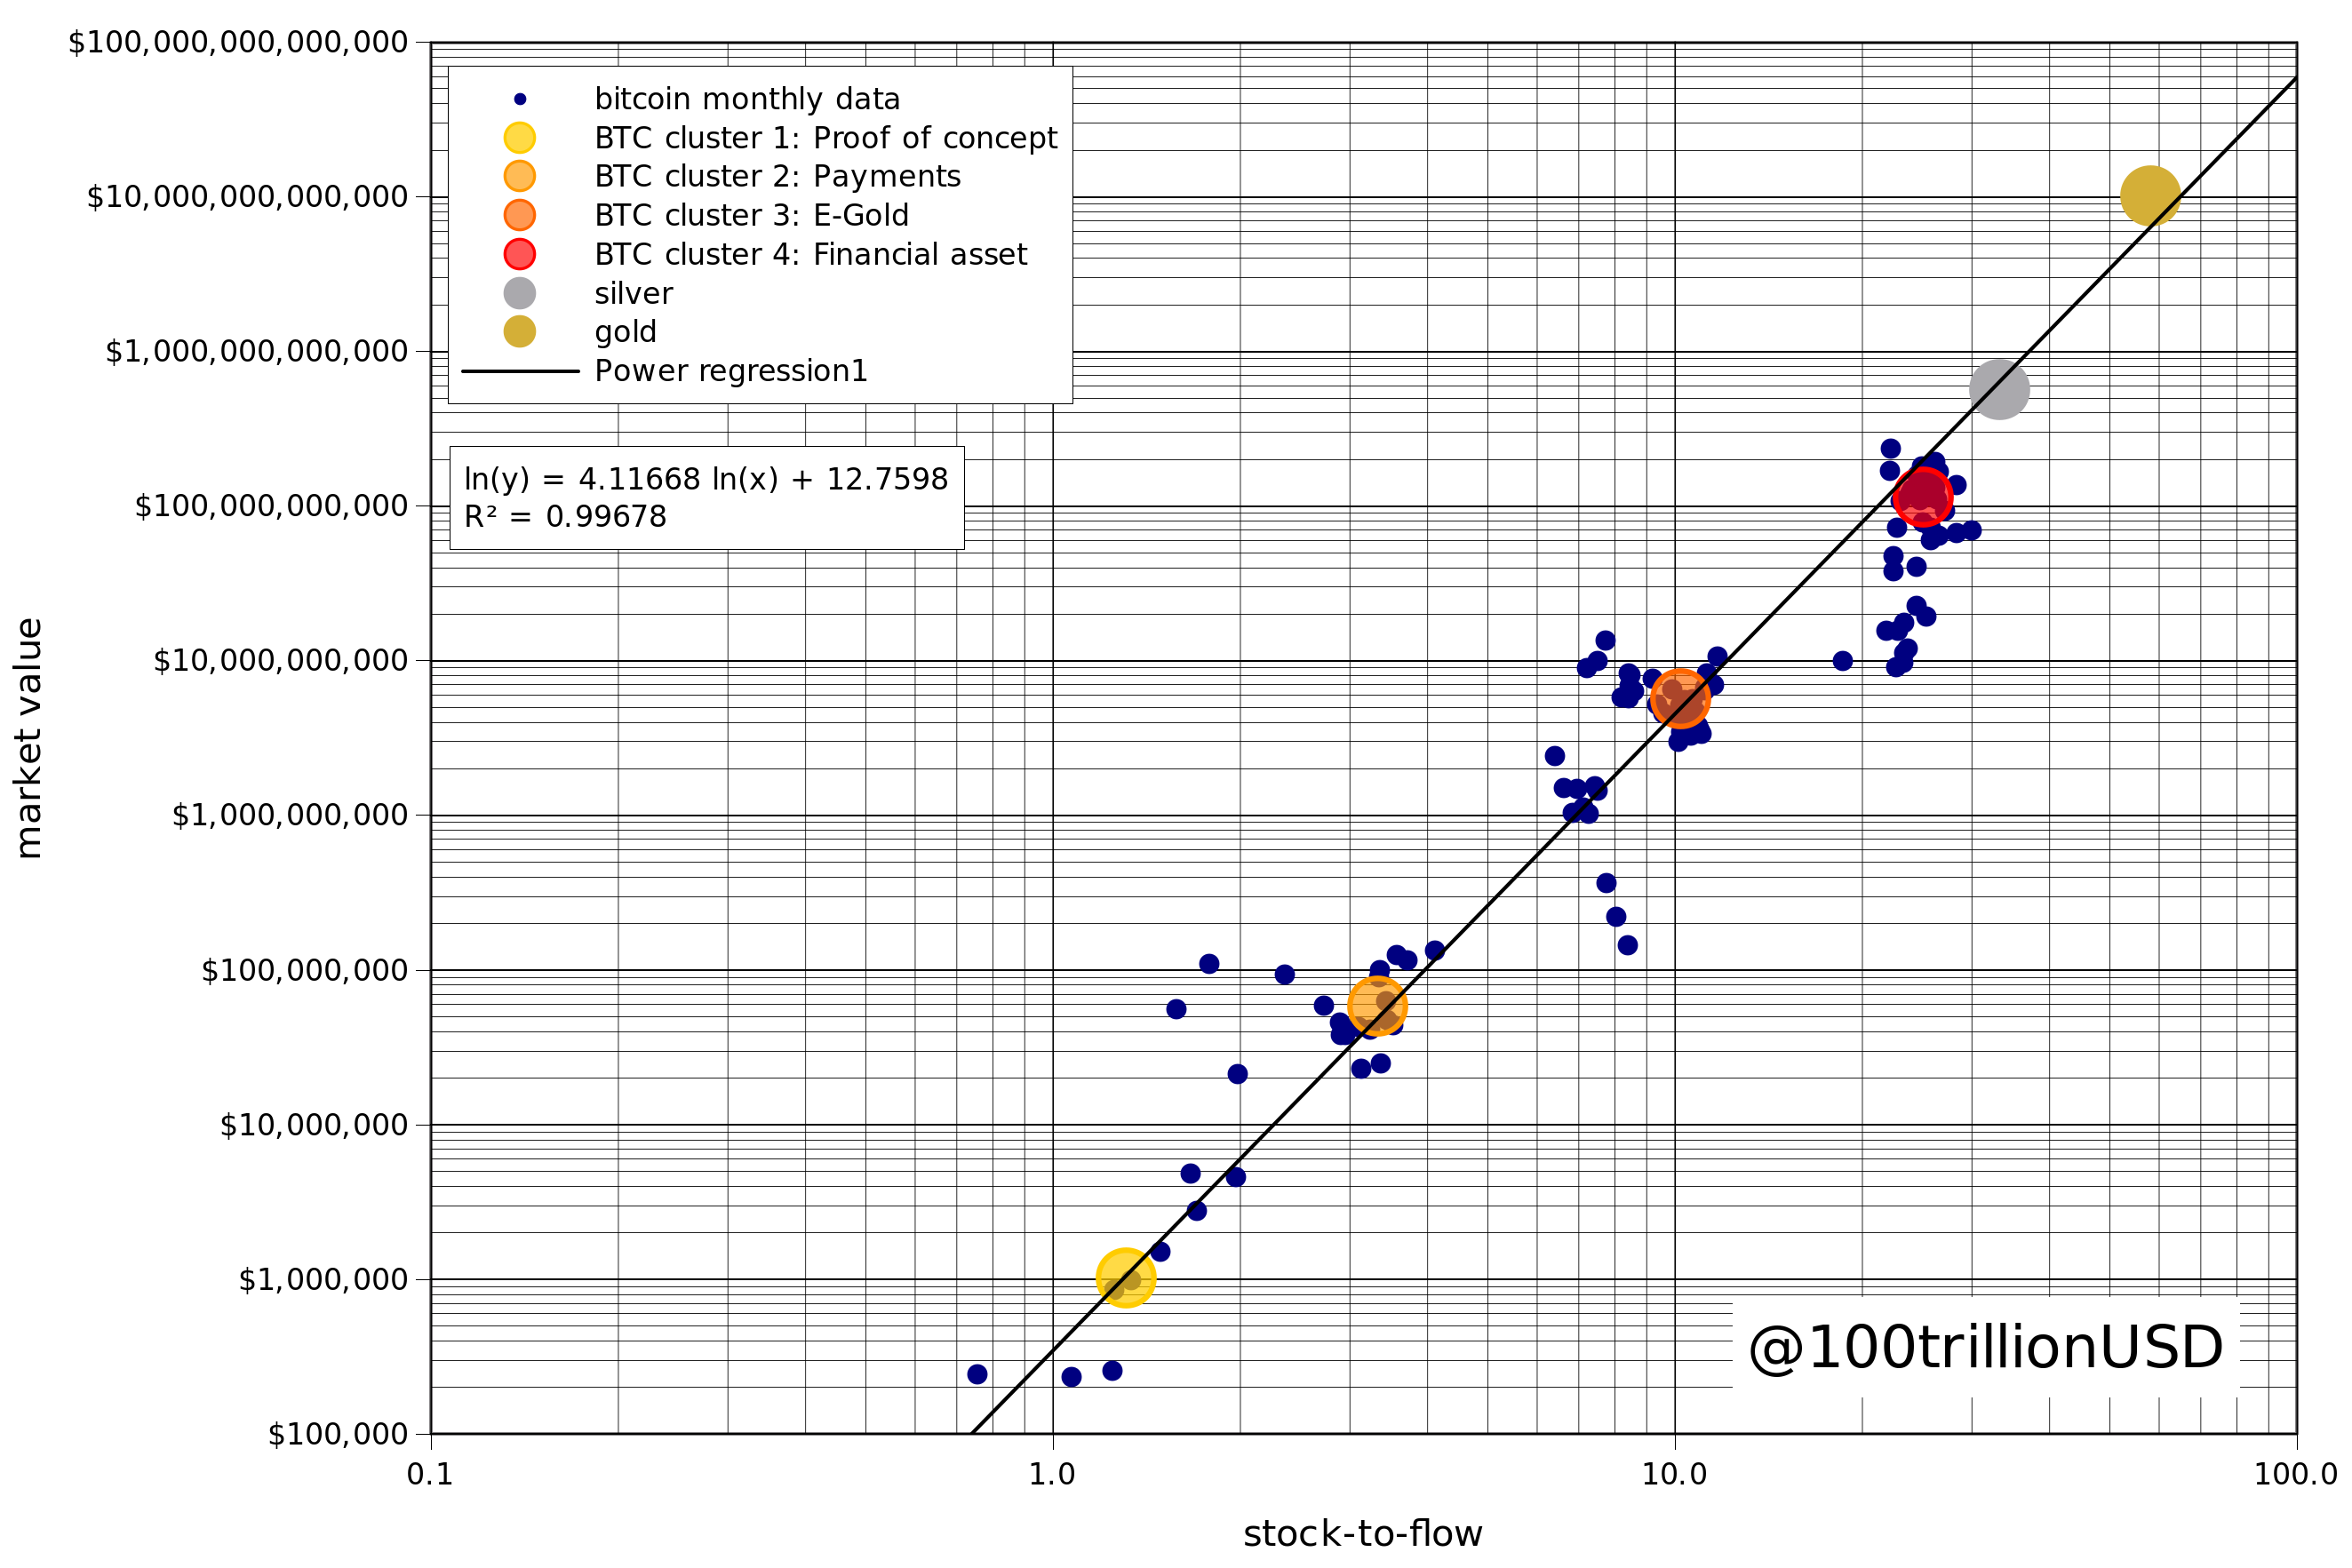 $100,000,000,000,000
$10,000,000,000,000
$1,000,000,000,000
$100,000,000,000
$10,000,000,000
$1,000,000,000
$100,000,000
$10,000,000
$1,000,000
$100,000
market value
bitcoin monthly data
BTC cluster 1: Proof of concept
BTC cluster 2: Payments
BTC cluster 3: E-Gold
BTC cluster 4: Financial asset
silver
gold
Power regression1
ln(y) = 4.11668 ln(x) + 12.7598
R² = 0.99678
@100trillionUSD
0.1 1.0 10.0 100.0
stock-to-flow